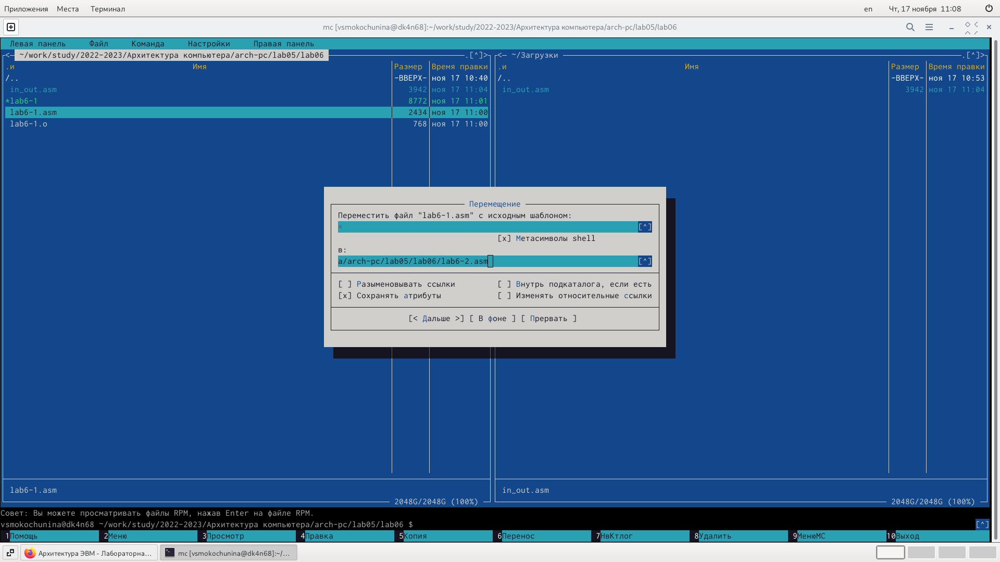 Приложения Места Терминал en Чт, 17 ноября 11:08
mc [vsmokochunina@dk4n68]:~/work/study/2022-2023/Архитектура компьютера/arch-pc/lab05/lab06
Левая панель Файл Команда Настройки Правая панель
<─ ~/work/study/2022-2023/Архитектура компьютера/arch-pc/lab05/lab06 .[^]> <─ ~/Загрузки .[^]>
.и Имя Размер Время правки .и Имя Размер Время правки
/.. -ВВЕРХ- ноя 17 10:40 /.. -ВВЕРХ- ноя 17 10:53
in_out.asm 3942 ноя 17 11:04 in_out.asm 3942 ноя 17 11:04
*lab6-1 8772 ноя 17 11:01
lab6-1.asm 2434 ноя 17 11:00
lab6-1.o 768 ноя 17 11:00
Перемещение
Переместить файл "lab6-1.asm" с исходным шаблоном:
* [^]
[x] Метасимволы shell
в:
а/arch-pc/lab05/lab06/lab6-2.asm [^]
[ ] Разыменовывать ссылки [ ] Внутрь подкаталога, если есть
[x] Сохранять атрибуты [ ] Изменять относительные ссылки
[< Дальше >] [ В фоне ] [ Прервать ]
lab6-1.asm in_out.asm
2048G/2048G (100%) 2048G/2048G (100%)
Совет: Вы можете просматривать файлы RPM, нажав Enter на файле RPM.
vsmokochunina@dk4n68 ~/work/study/2022-2023/Архитектура компьютера/arch-pc/lab05/lab06 $ [^]
1Помощь 2Меню 3Просмотр 4Правка 5Копия 6Перенос 7НвКтлог 8Удалить 9МенюMC 10Выход
Архитектура ЭВМ - Лабораторна... mc [vsmokochunina@dk4n68]:~/...